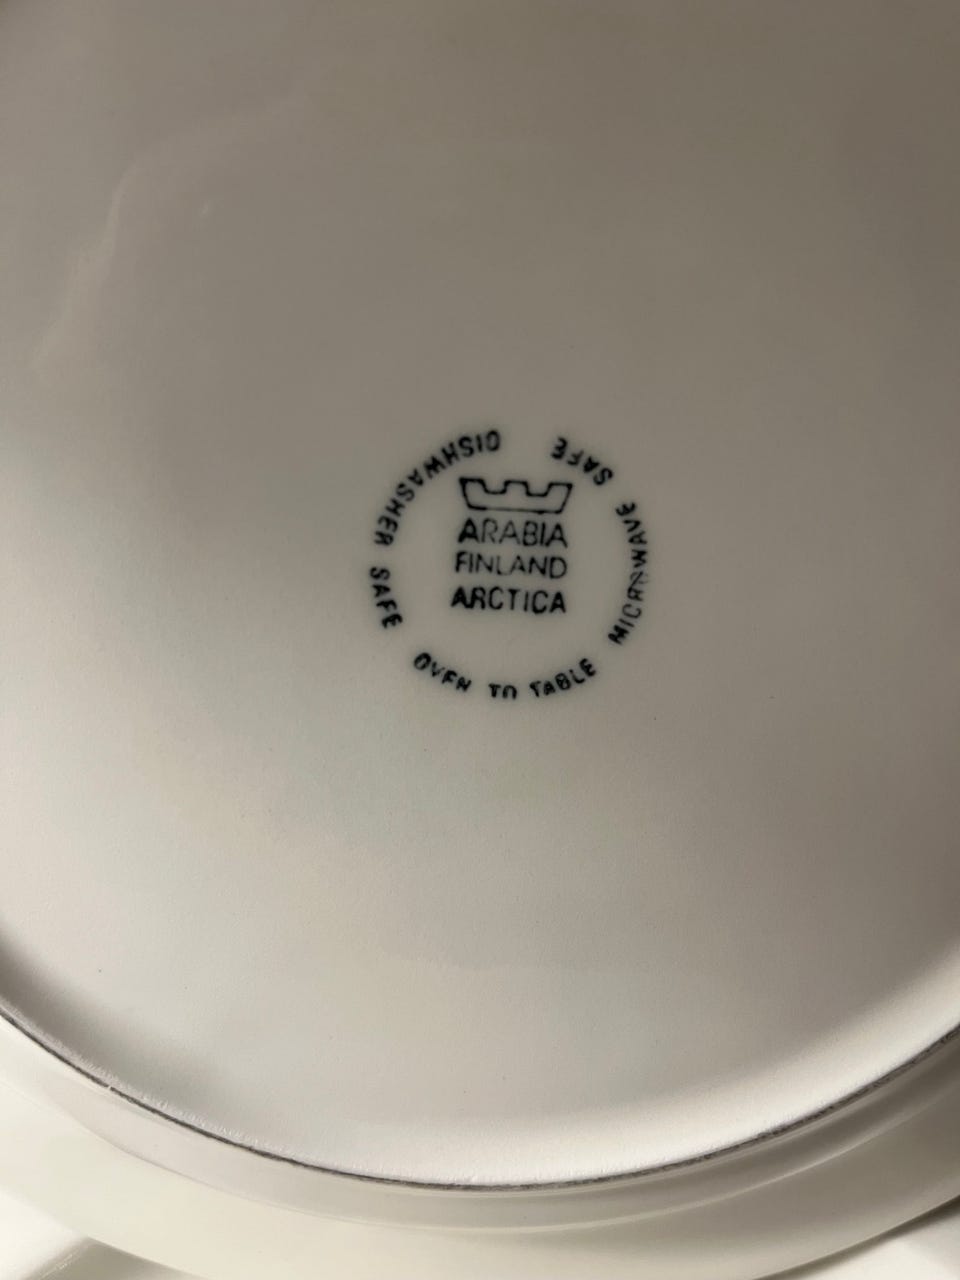 ARABIA
FINLAND
ARCTICA
DISHWASHER SAFE OVEN TO TABLE MICROWAVE SAFE